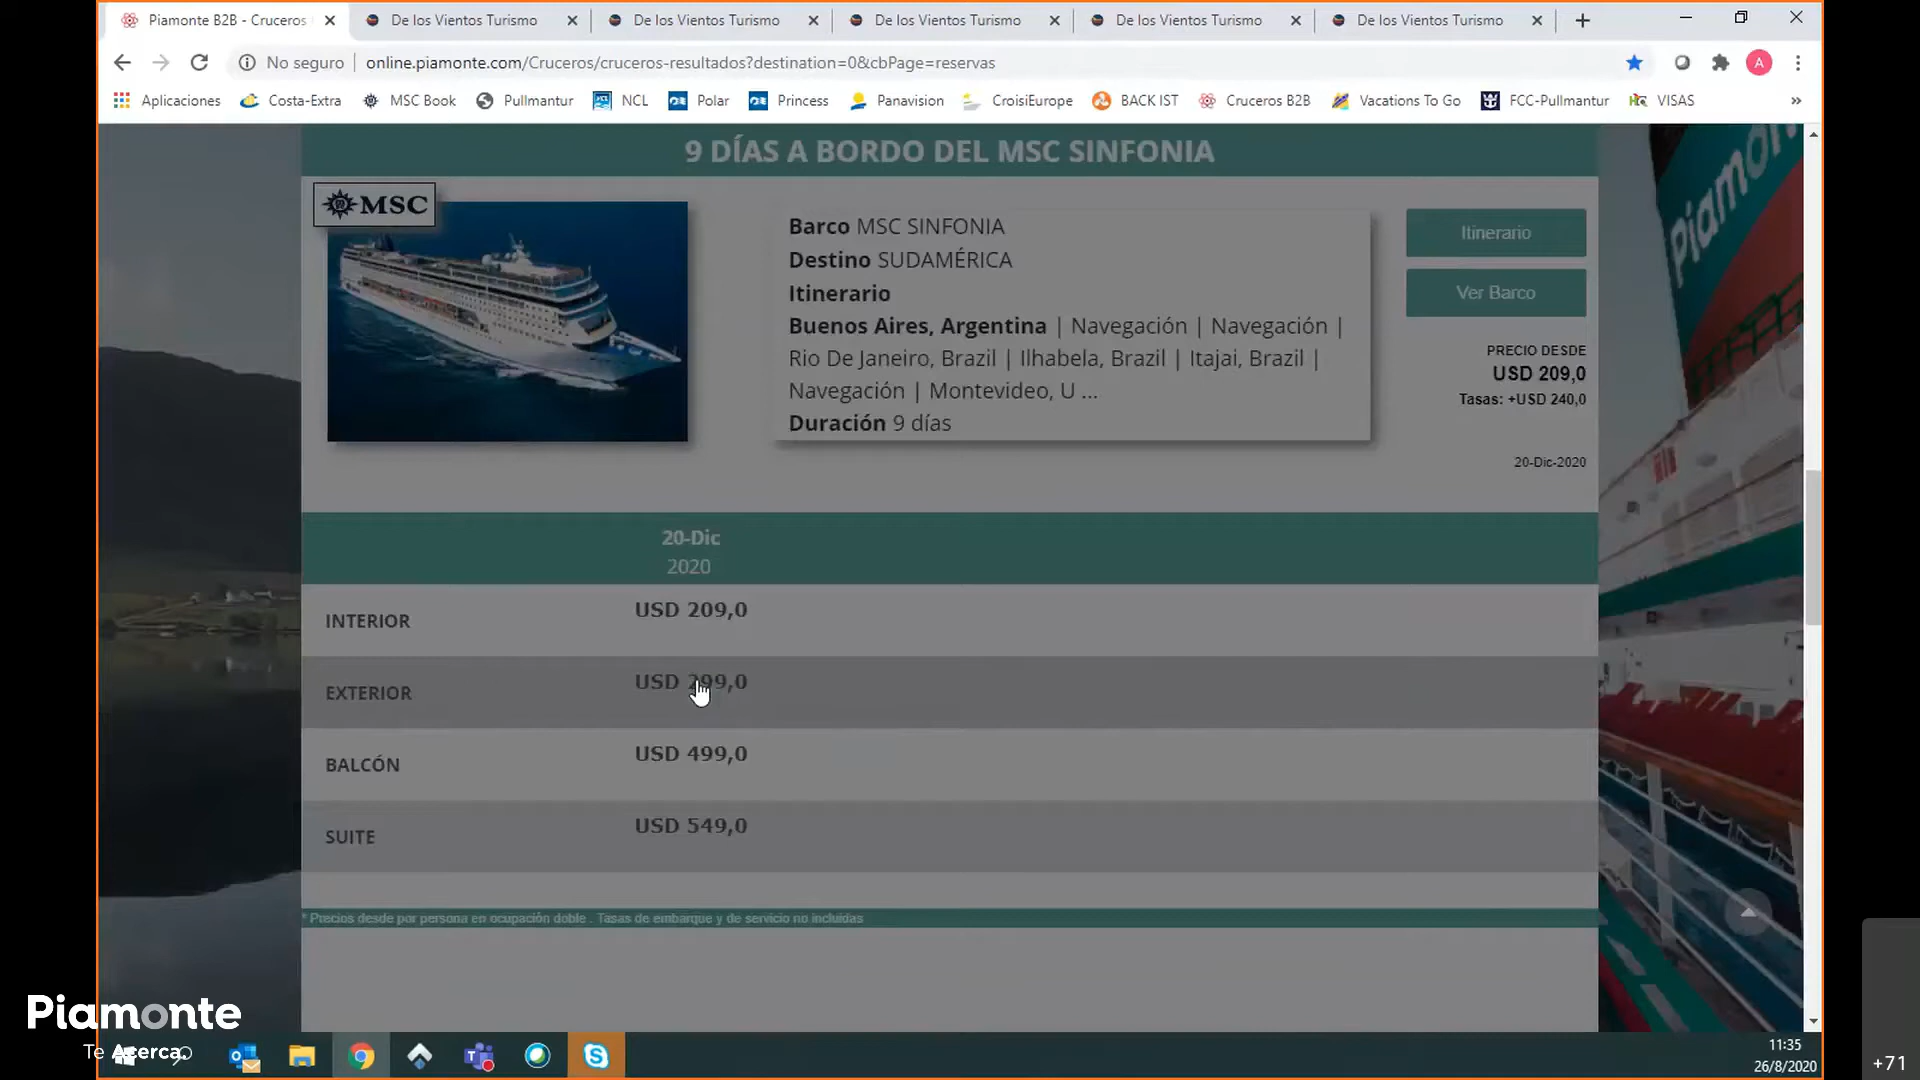 Piamonte B2B - Cruceros
De los Vientos Turismo
De los Vientos Turismo
De los Vientos Turismo
De los Vientos Turismo
De los Vientos Turismo
No seguro
online.piamonte.com/Cruceros/cruceros-resultados?destination=0&cbPage=reservas
A
Aplicaciones
Costa-Extra
MSC Book
Pullmantur
NCL
Polar
Princess
Panavision
CroisiEurope
BACK IST
Cruceros B2B
Vacations To Go
FCC-Pullmantur
VISAS
9 DÍAS A BORDO DEL MSC SINFONIA
MSC
Barco MSC SINFONIA
Destino SUDAMÉRICA
Itinerario
Buenos Aires, Argentina | Navegación | Navegación |
Rio De Janeiro, Brazil | Ilhabela, Brazil | Itajai, Brazil |
Navegación | Montevideo, U ...
Duración 9 días
Itinerario
Ver Barco
PRECIO DESDE
USD 209,0
Tasas: +USD 240,0
20-Dic-2020
Piamonte
20-Dic
2020
INTERIOR
USD 209,0
EXTERIOR
USD 299,0
BALCÓN
USD 499,0
SUITE
USD 549,0
* Precios desde por persona en ocupación doble . Tasas de embarque y de servicio no incluidas
Piamonte
Te Acerca.
11:35
26/8/2020
+71